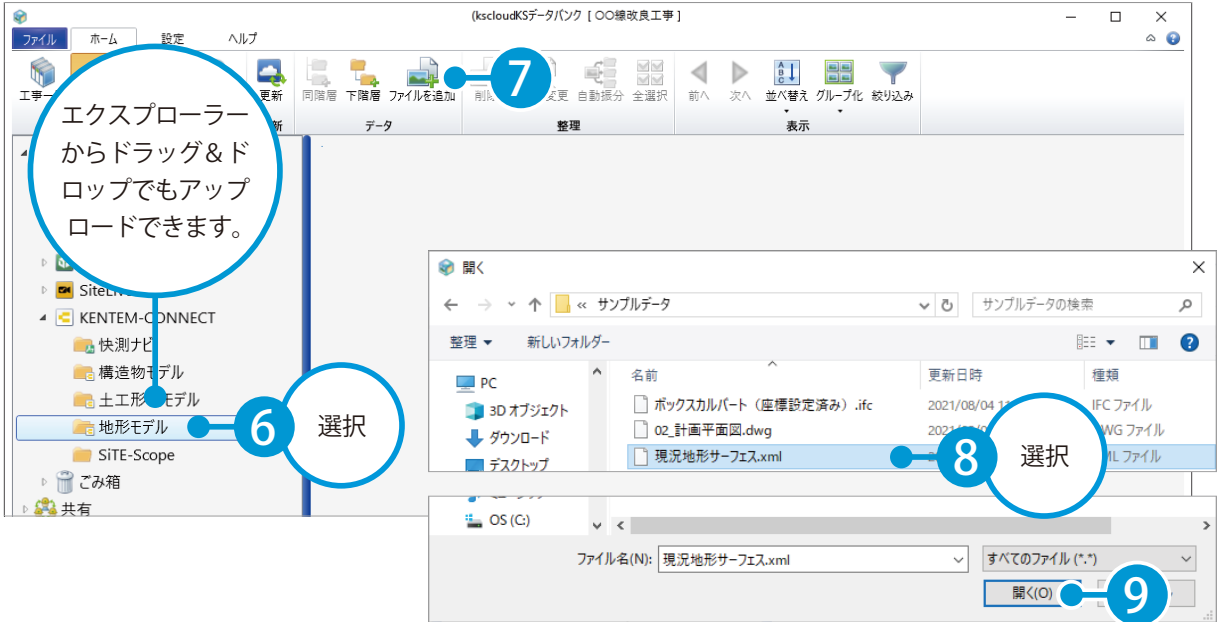 (kscloudKSデータバンク [ 〇〇線改良工事 ]
ファイル ホーム 設定 ヘルプ
更新 同階層 下階層 ファイルを追加 変更 自動振分 全選択 前へ 次へ 並べ替え グループ化 絞り込み
データ 整理 表示
エクスプローラー
からドラッグ&ド
ロップでもアップ
ロードできます。
7
KENTEM-CONNECT
快測ナビ
構造物モデル
地形モデル
SiTE-Scope
ごみ箱
共有
6
選択
開く
« サンプルデータ
サンプルデータの検索
整理 新しいフォルダー
名前 更新日時 種類
PC
3D オブジェクト
ダウンロード
デスクトップ
ボックスカルバート（座標設定済み）.ifc 2021/08/04 IFC ファイル
02_計画平面図.dwg ファイル
現況地形サーフェス.xml ファイル
8
選択
OS (C:)
ファイル名(N): 現況地形サーフェス.xml すべてのファイル (*.*)
開く(O)
9